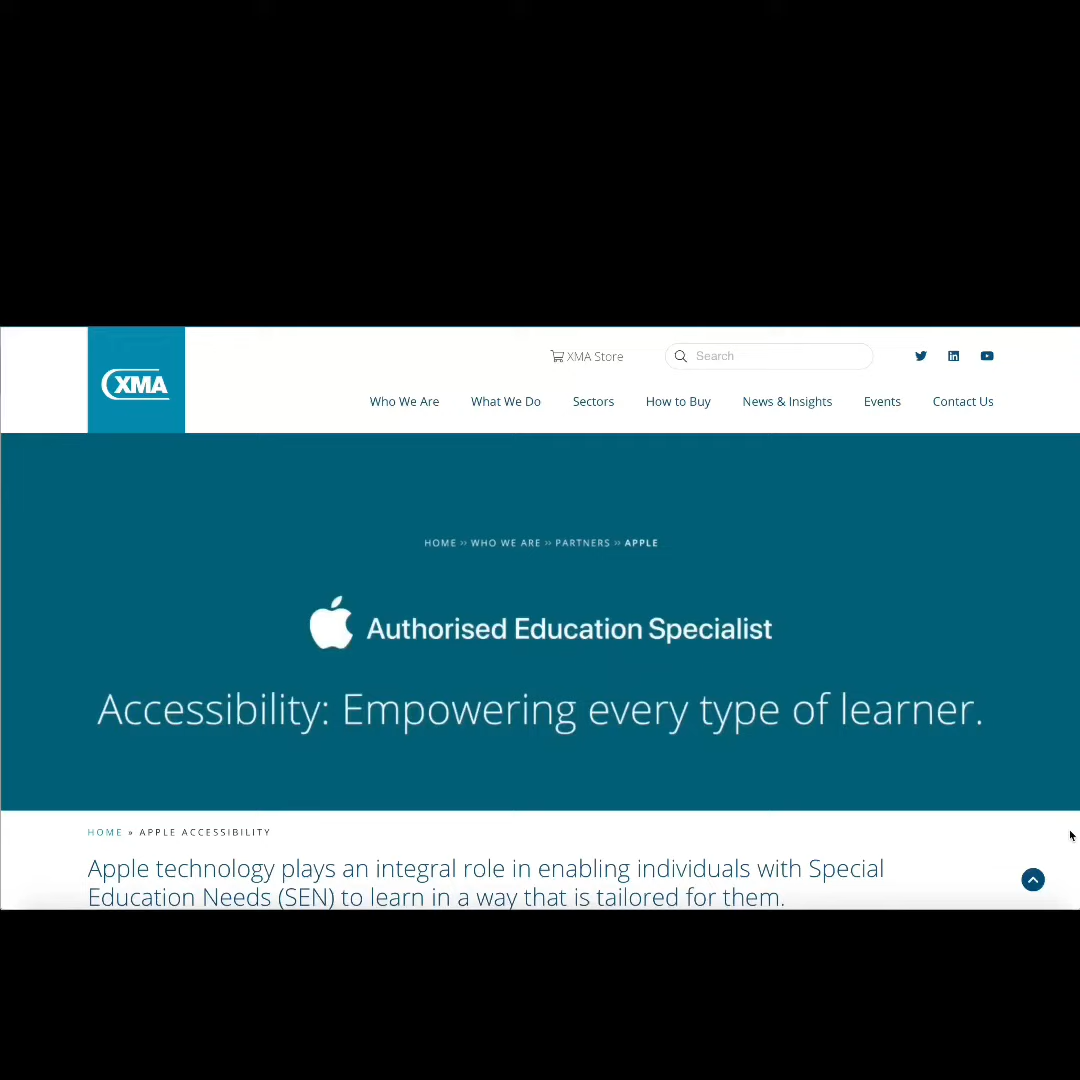 XMA
XMA Store
Search
Who We Are
What We Do
Sectors
How to Buy
News & Insights
Events
Contact Us
HOME >> WHO WE ARE >> PARTNERS >> APPLE
Authorised Education Specialist
Accessibility: Empowering every type of learner.
HOME » APPLE ACCESSIBILITY
Apple technology plays an integral role in enabling individuals with Special
Education Needs (SEN) to learn in a way that is tailored for them.